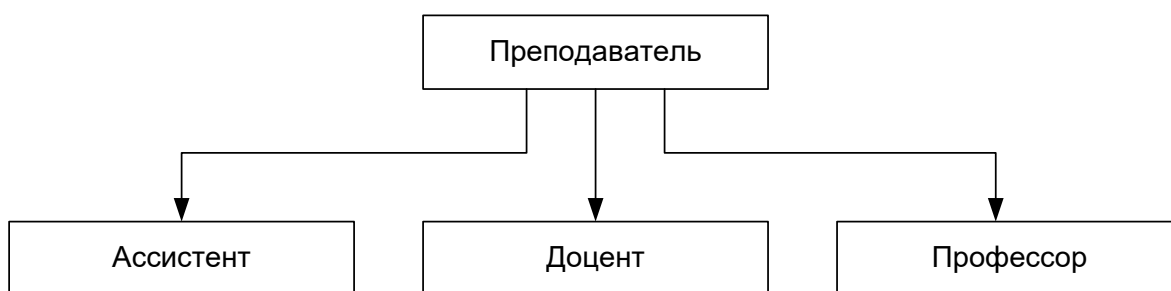 Преподаватель
Ассистент
Доцент
Профессор